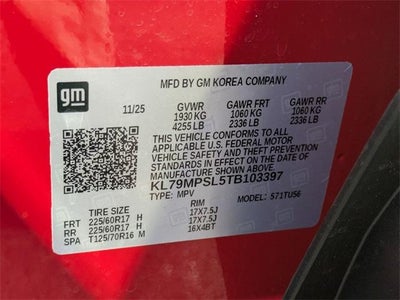 gm
MFD BY GM KOREA COMPANY
11/25 GVWR GAWR FRT GAWR RR
1930 KG 1060 KG 1060 KG
4255 LB 2336 LB 2336 LB
THIS VEHICLE CONFORMS TO ALL
APPLICABLE U.S. FEDERAL MOTOR
VEHICLE SAFETY AND THEFT PREVENTION
STANDARDS IN EFFECT ON THE DATE OF
MANUFACTURE SHOWN ABOVE.
KL79MPSL5TB103397
TYPE: MPV MODEL: S71TU56
TIRE SIZE RIM
FRT 225/60R17 H 17X7.5J
RR 225/60R17 H 17X7.5J
SPA T125/70R16 M 16X4BT